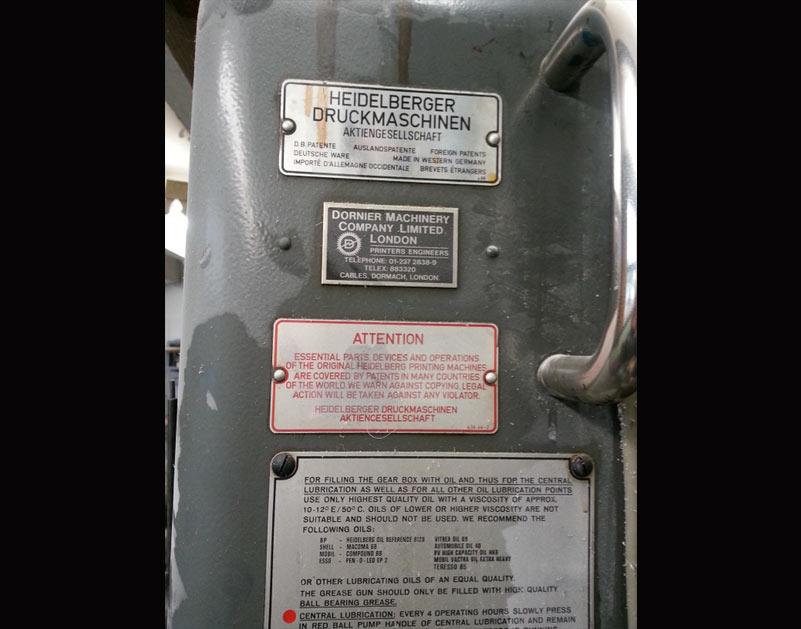 HEIDELBERGER
DRUCKMASCHINEN
AKTIENGESELLSCHAFT
D.B. PATENTE AUSLANDSPATENTE FOREIGN PATENTS
DEUTSCHE WARE MADE IN WESTERN GERMANY
IMPORTÉ D'ALLEMAGNE OCCIDENTALE BREVETS ÉTRANGERS
DORNIER MACHINERY
COMPANY LIMITED
LONDON
PRINTERS ENGINEERS
TELEPHONE: 01-237 2838-9
TELEX: 883320
CABLES, DORMACH, LONDON.
ATTENTION
ESSENTIAL PARTS, DEVICES AND OPERATIONS
OF THE ORIGINAL HEIDELBERG PRINTING MACHINES
ARE COVERED BY PATENTS IN MANY COUNTRIES
OF THE WORLD. WE WARN AGAINST COPYING. LEGAL
ACTION WILL BE TAKEN AGAINST ANY VIOLATOR.
HEIDELBERGER DRUCKMASCHINEN
AKTIENGESELLSCHAFT
FOR FILLING THE GEAR BOX WITH OIL AND THUS FOR THE CENTRAL
LUBRICATION AS WELL AS FOR ALL OTHER OIL LUBRICATION POINTS
USE ONLY HIGHEST QUALITY OIL WITH A VISCOSITY OF APPROX.
10-12° E/50° C. OILS OF LOWER OR HIGHER VISCOSITY ARE NOT
SUITABLE AND SHOULD NOT BE USED. WE RECOMMEND THE
FOLLOWING OILS:
BP - HEIDELBERG OIL REFERENCE 8129 VITREA OIL 69
SHELL - MACOMA 68 AUTOMOBILE OIL 40
MOBIL - COMPOUND BB RV HIGH CAPACITY OIL HKB
ESSO - PEN-O-LED EP 2 MOBIL VACTRA OIL EXTRA HEAVY
TERESSO 85
OR OTHER LUBRICATING OILS OF AN EQUAL QUALITY.
THE GREASE GUN SHOULD ONLY BE FILLED WITH HIGH QUALITY
BALL BEARING GREASE.
CENTRAL LUBRICATION: EVERY 4 OPERATING HOURS SLOWLY PRESS
IN RED BALL PUMP HANDLE OF CENTRAL LUBRICATION AND REMAIN